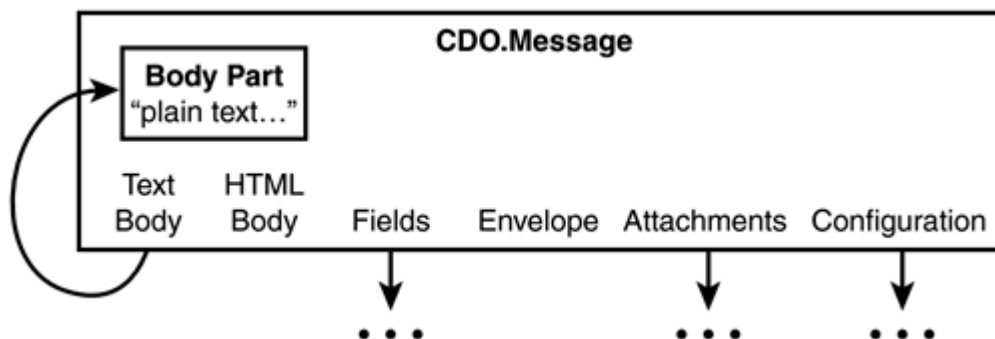 CDO.Message
Body Part
“plain text…”
Text HTML
Body Body Fields Envelope Attachments Configuration
... ... ...